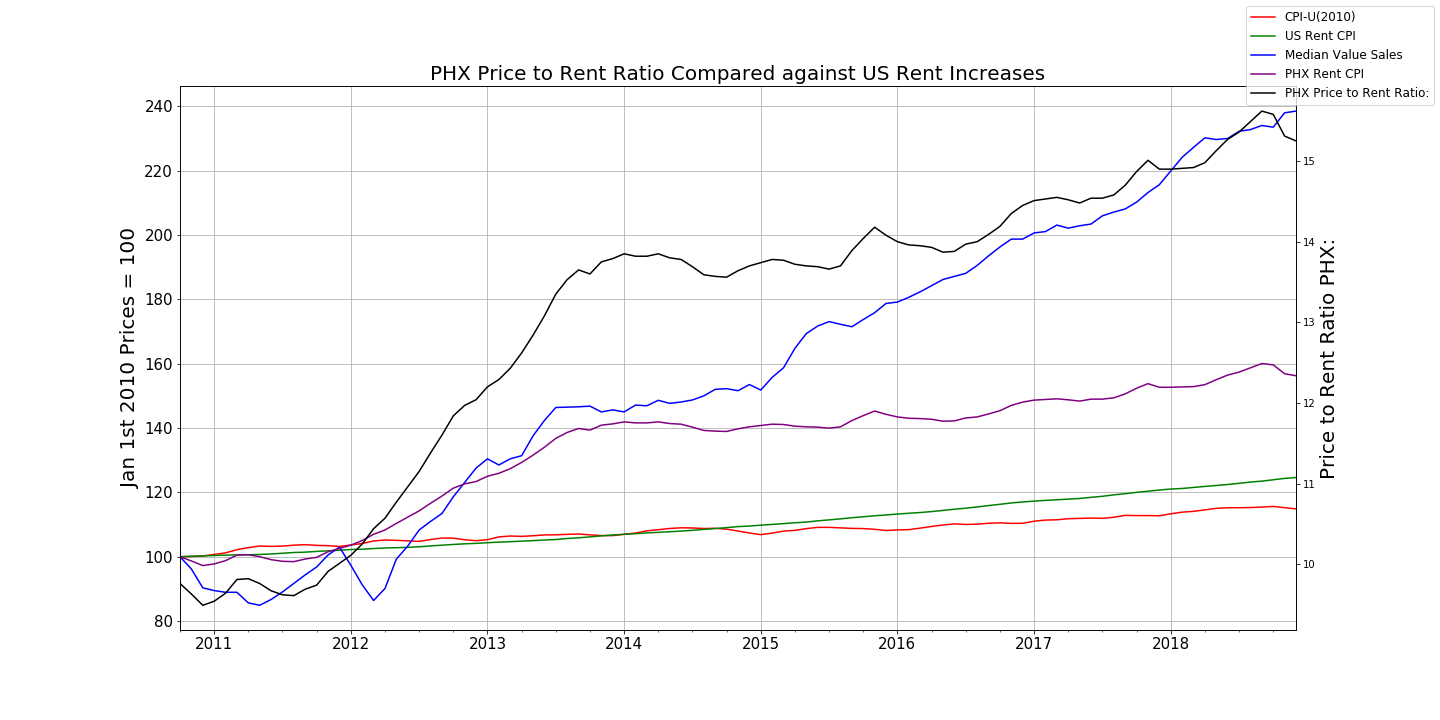 CPI-U(2010)
US Rent CPI
Median Value Sales
PHX Rent CPI
PHX Price to Rent Ratio:
PHX Price to Rent Ratio Compared against US Rent Increases
Jan 1st 2010 Prices = 100
240
220
200
180
160
140
120
100
80
15
14
13
12
11
10
Price to Rent Ratio PHX:
2011 2012 2013 2014 2015 2016 2017 2018